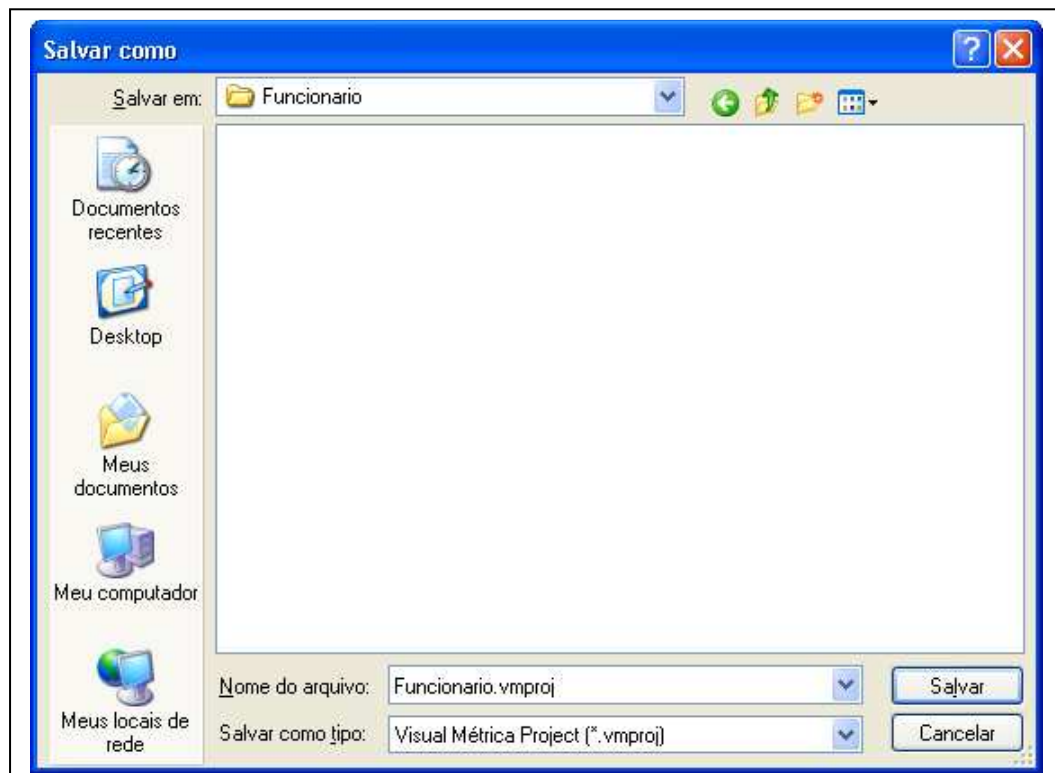 Salvar como
Salvar em:
Funcionario
Documentos
recentes
Desktop
Meus
documentos
Meu computador
Meus locais de
rede
Nome do arquivo:
Funcionario.vmproj
Salvar
Salvar como tipo:
Visual Métrica Project (*.vmproj)
Cancelar